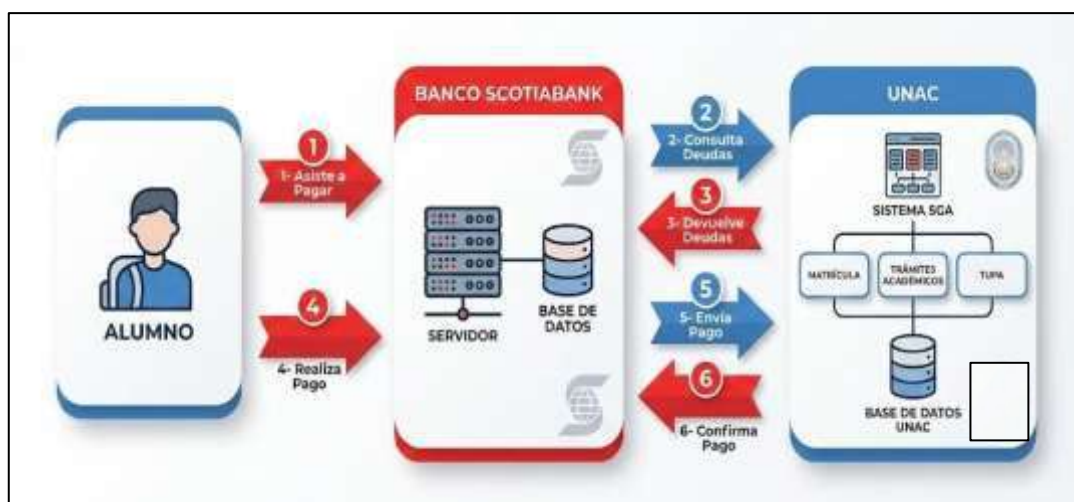 BANCO SCOTIABANK
UNAC
1
1- Asiste a
Pagar
2
2- Consulta
Deudas
3
3- Devuelve
Deudas
SISTEMA SGA
MATRÍCULA
TRÁMITES
ACADÉMICOS
TUPA
ALUMNO
4
4- Realiza
Pago
SERVIDOR
BASE DE
DATOS
5
5- Envia
Pago
6
6- Confirma
Pago
BASE DE DATOS
UNAC